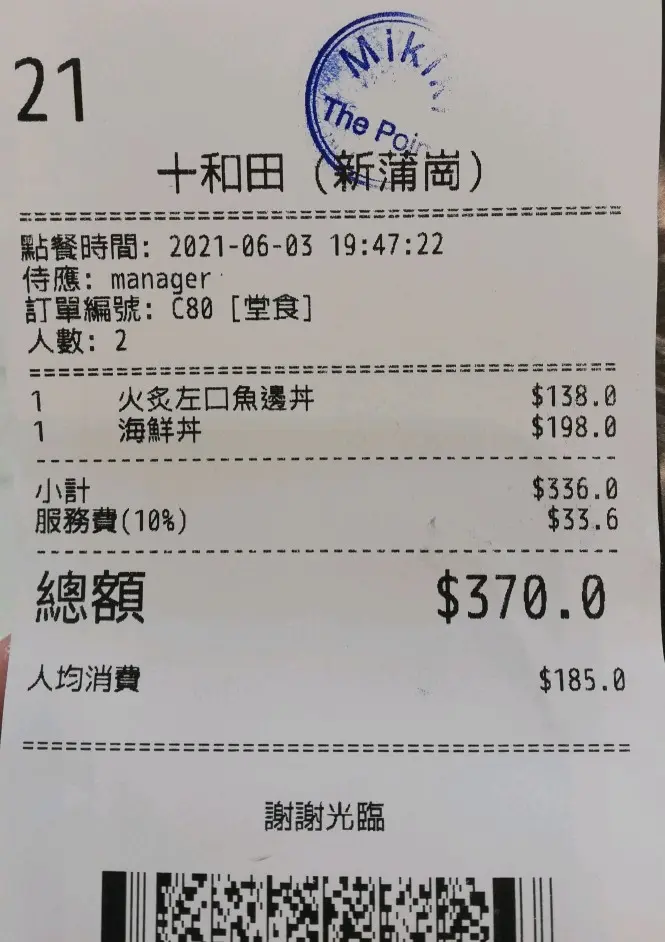 21
The
十和田（新蒲崗）
點餐時間: 2021-06-03 19:47:22
侍應: manager
訂單編號: C80 [堂食]
人數: 2
1 火炙左口魚邊丼 $138.0
1 海鮮丼 $198.0
小計 $336.0
服務費(10%) $33.6
總額 $370.0
人均消費 $185.0
謝謝光臨